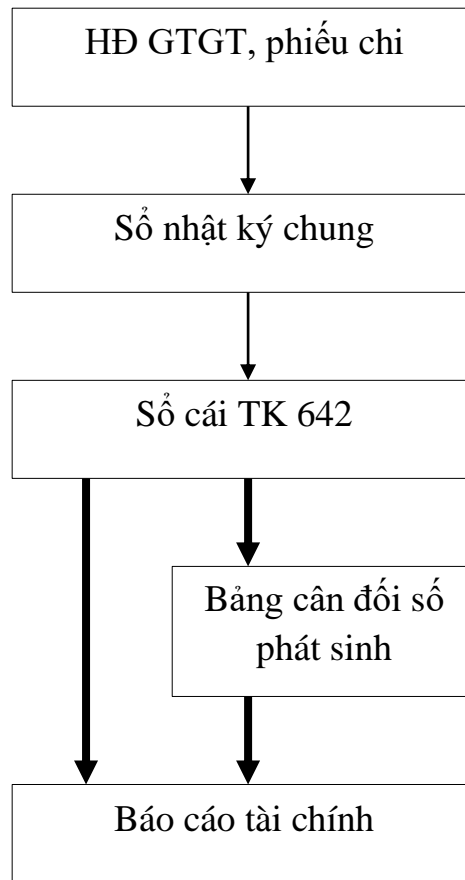 HĐ GTGT, phiếu chi
Sổ nhật ký chung
Sổ cái TK 642
Bảng cân đối số
phát sinh
Báo cáo tài chính